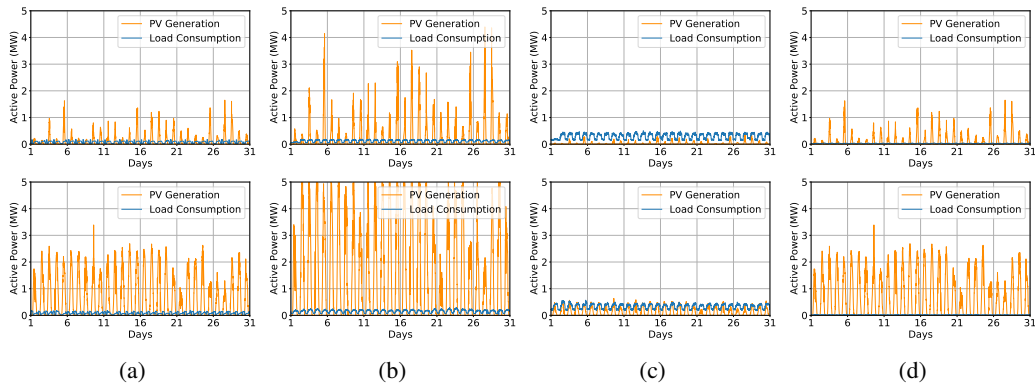 5
4
3
2
1
0
Active Power (MW)
PV Generation
Load Consumption
1 6 11 16 21 26 31
Days
5
4
3
2
1
0
Active Power (MW)
PV Generation
Load Consumption
1 6 11 16 21 26 31
Days
5
4
3
2
1
0
Active Power (MW)
PV Generation
Load Consumption
1 6 11 16 21 26 31
Days
5
4
3
2
1
0
Active Power (MW)
PV Generation
Load Consumption
1 6 11 16 21 26 31
Days
5
4
3
2
1
0
Active Power (MW)
PV Generation
Load Consumption
1 6 11 16 21 26 31
Days
5
4
3
2
1
0
Active Power (MW)
PV Generation
Load Consumption
1 6 11 16 21 26 31
Days
5
4
3
2
1
0
Active Power (MW)
PV Generation
Load Consumption
1 6 11 16 21 26 31
Days
5
4
3
2
1
0
Active Power (MW)
PV Generation
Load Consumption
1 6 11 16 21 26 31
Days
(a) (b) (c) (d)